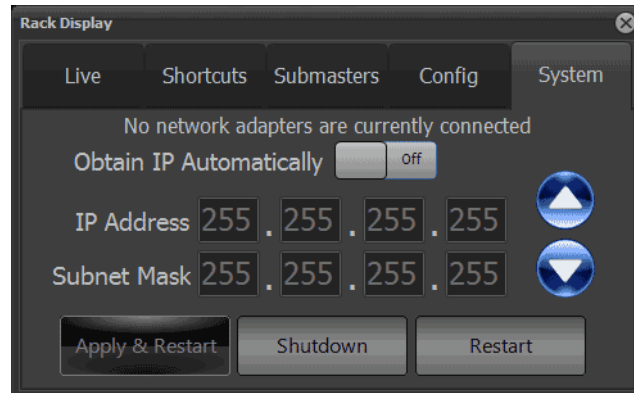 Rack Display
Live Shortcuts Submasters Config System
No network adapters are currently connected
Obtain IP Automatically Off
IP Address 255 . 255 . 255 . 255
Subnet Mask 255 . 255 . 255 . 255
Apply & Restart Shutdown Restart